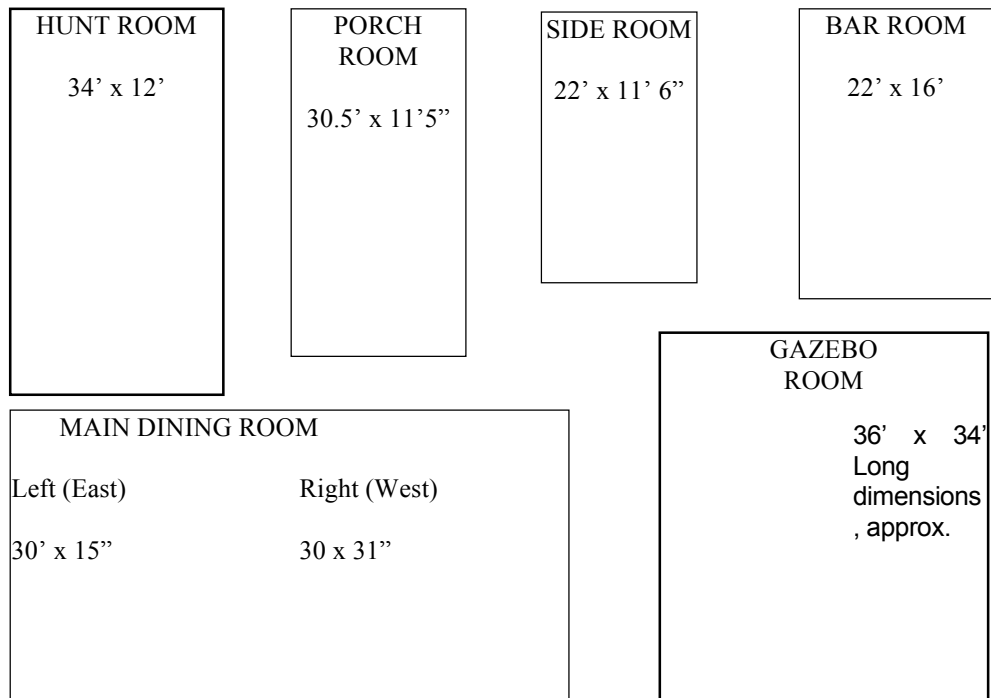 HUNT ROOM
34’ x 12’
PORCH
ROOM
30.5’ x 11’5”
SIDE ROOM
22’ x 11’ 6”
BAR ROOM
22’ x 16’
GAZEBO
ROOM
36’ x 34’
Long
dimensions
, approx.
MAIN DINING ROOM
Left (East) Right (West)
30’ x 15” 30 x 31”